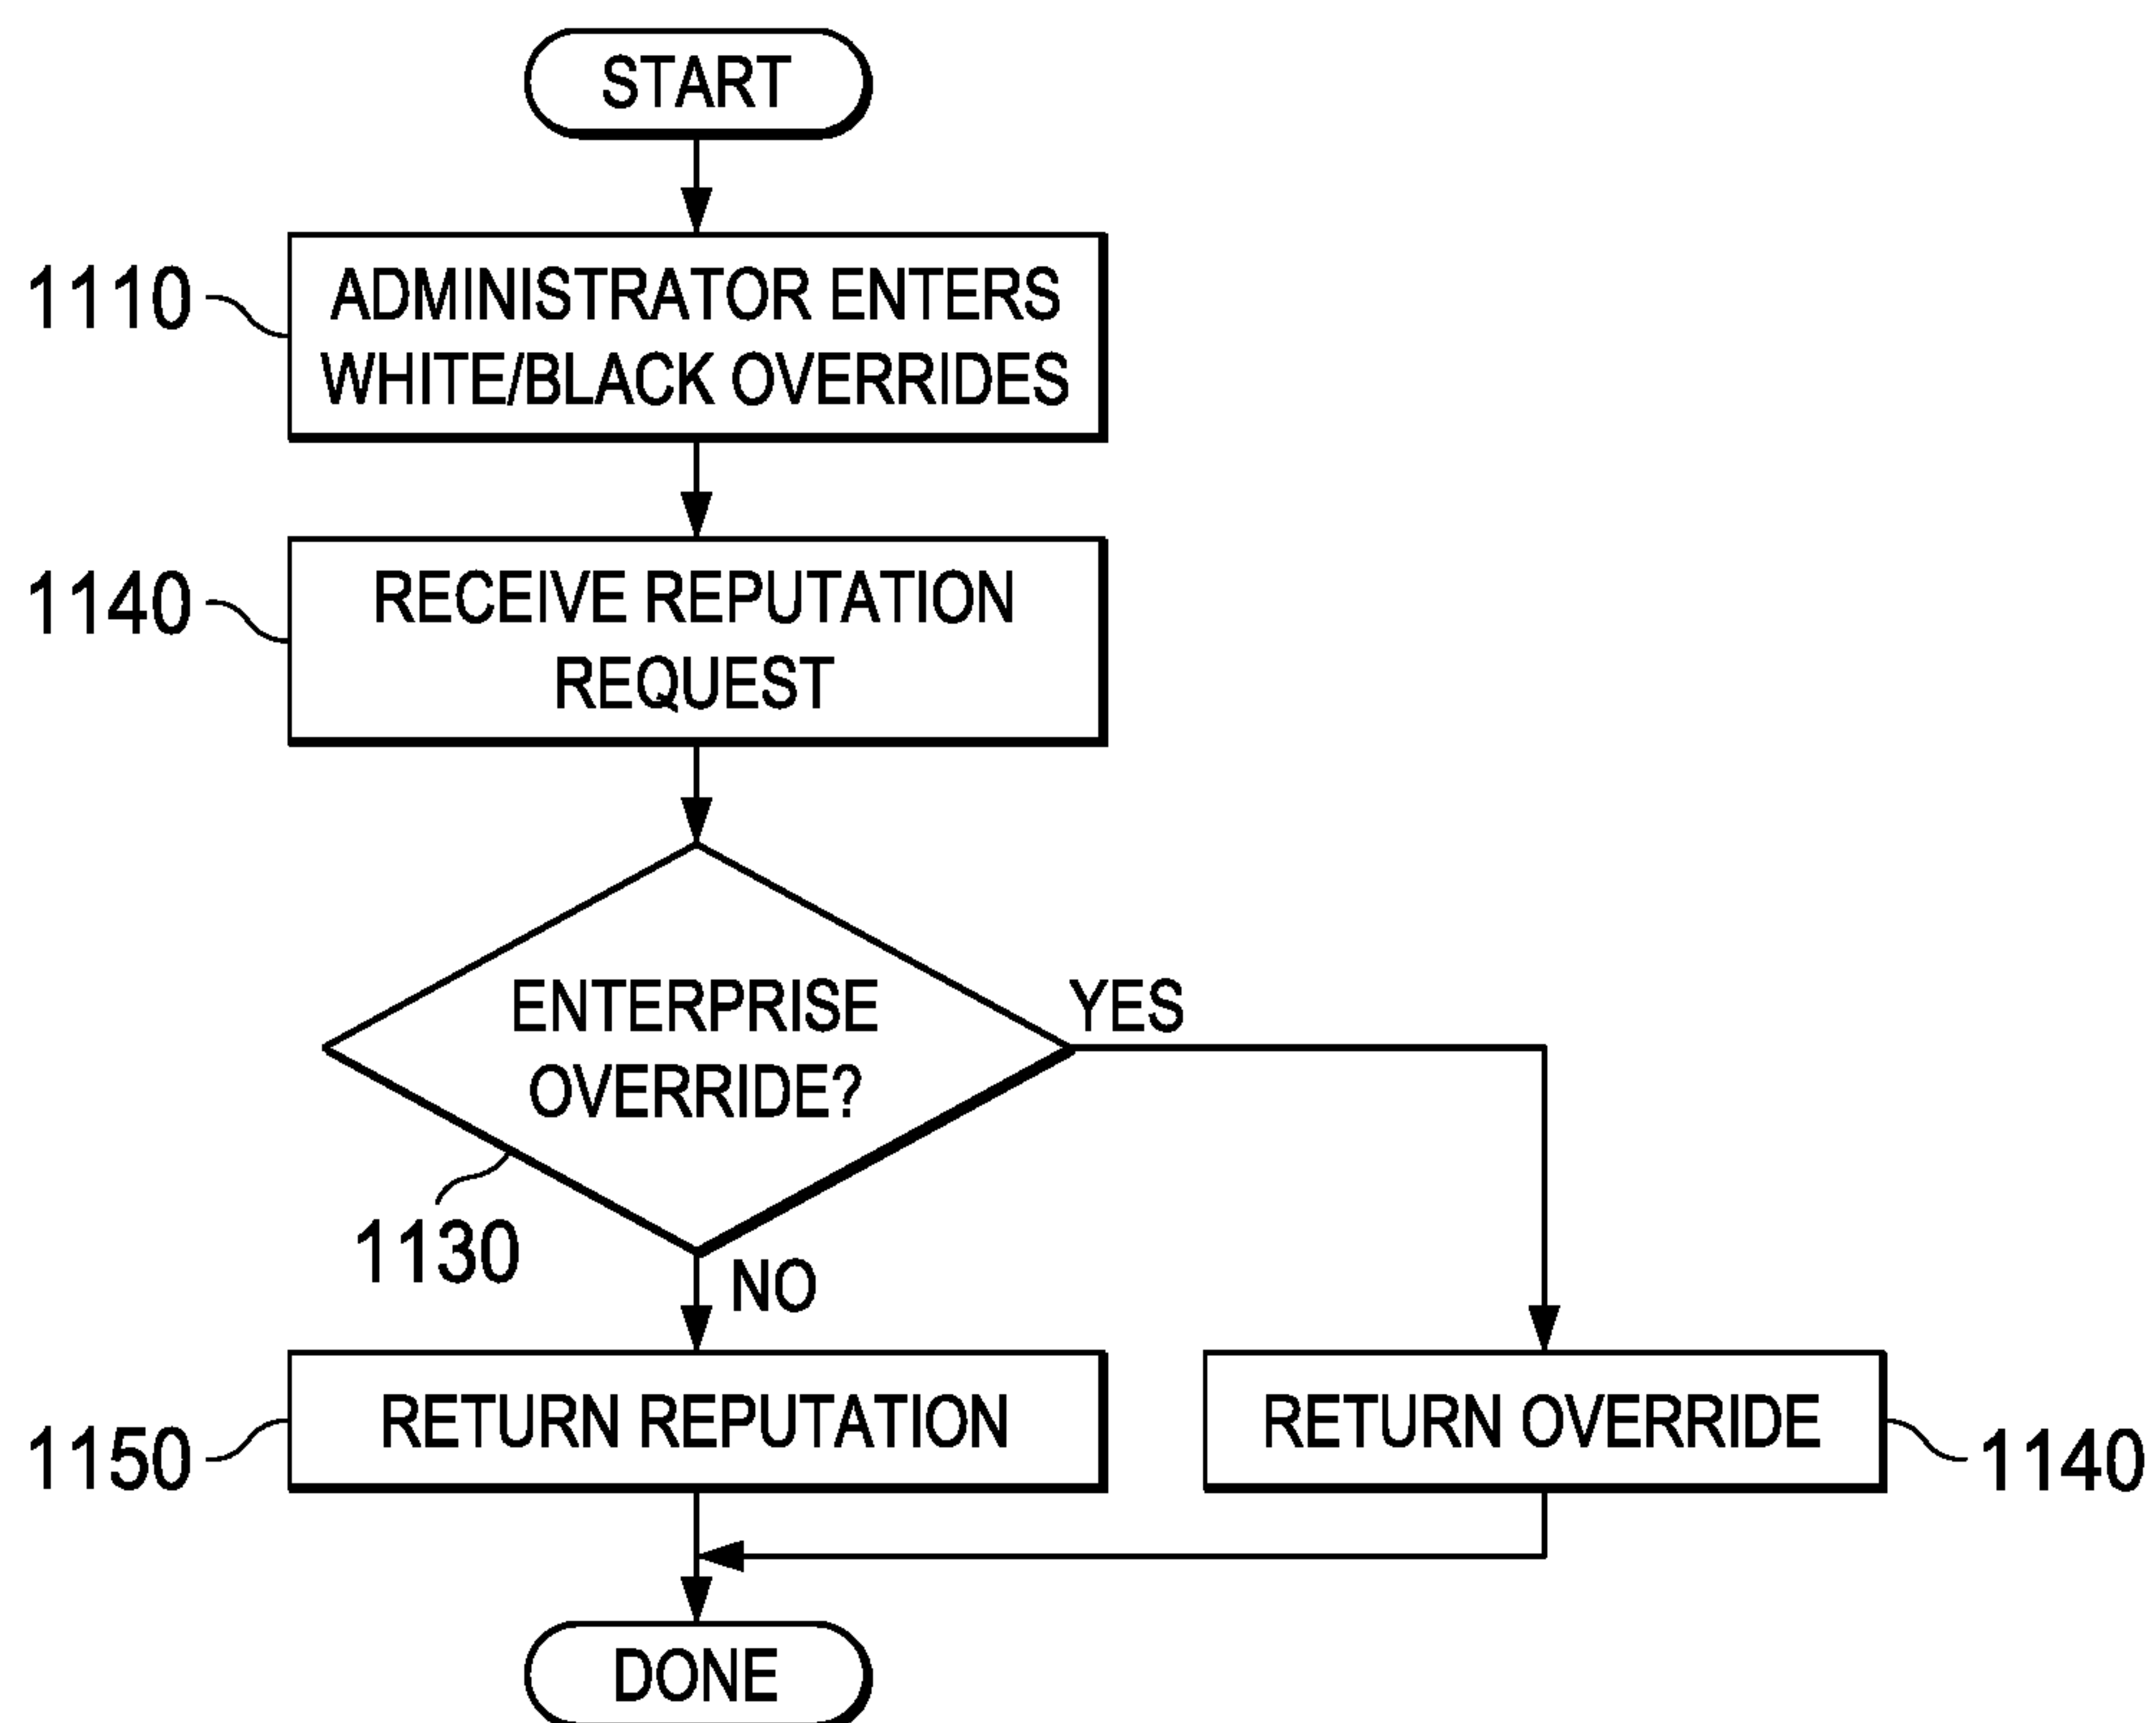 START
1110
ADMINISTRATOR ENTERS
WHITE/BLACK OVERRIDES
1140
RECEIVE REPUTATION
REQUEST
ENTERPRISE
OVERRIDE?
YES
1130
NO
1150
RETURN REPUTATION
RETURN OVERRIDE
1140
DONE